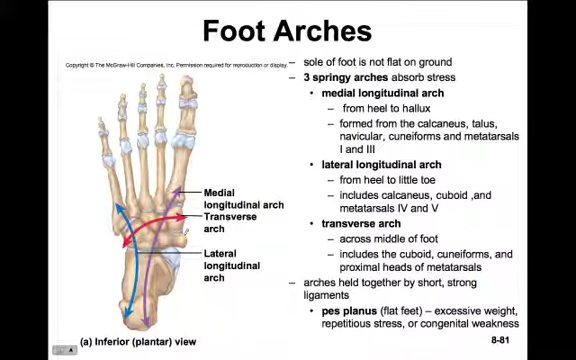 Foot Arches
Copyright © The McGraw-Hill Companies, Inc. Permission required for reproduction or display.
– sole of foot is not flat on ground
– 3 springy arches absorb stress
• medial longitudinal arch
– from heel to hallux
– formed from the calcaneus, talus,
navicular, cuneiforms and metatarsals
I and III
• lateral longitudinal arch
– from heel to little toe
– includes calcaneus, cuboid ,and
metatarsals IV and V
• transverse arch
– across middle of foot
– includes the cuboid, cuneiforms, and
proximal heads of metatarsals
– arches held together by short, strong
ligaments
• pes planus (flat feet) – excessive weight,
repetitious stress, or congenital weakness
Medial
longitudinal arch
Transverse
arch
Lateral
longitudinal
arch
(a) Inferior (plantar) view
8-81